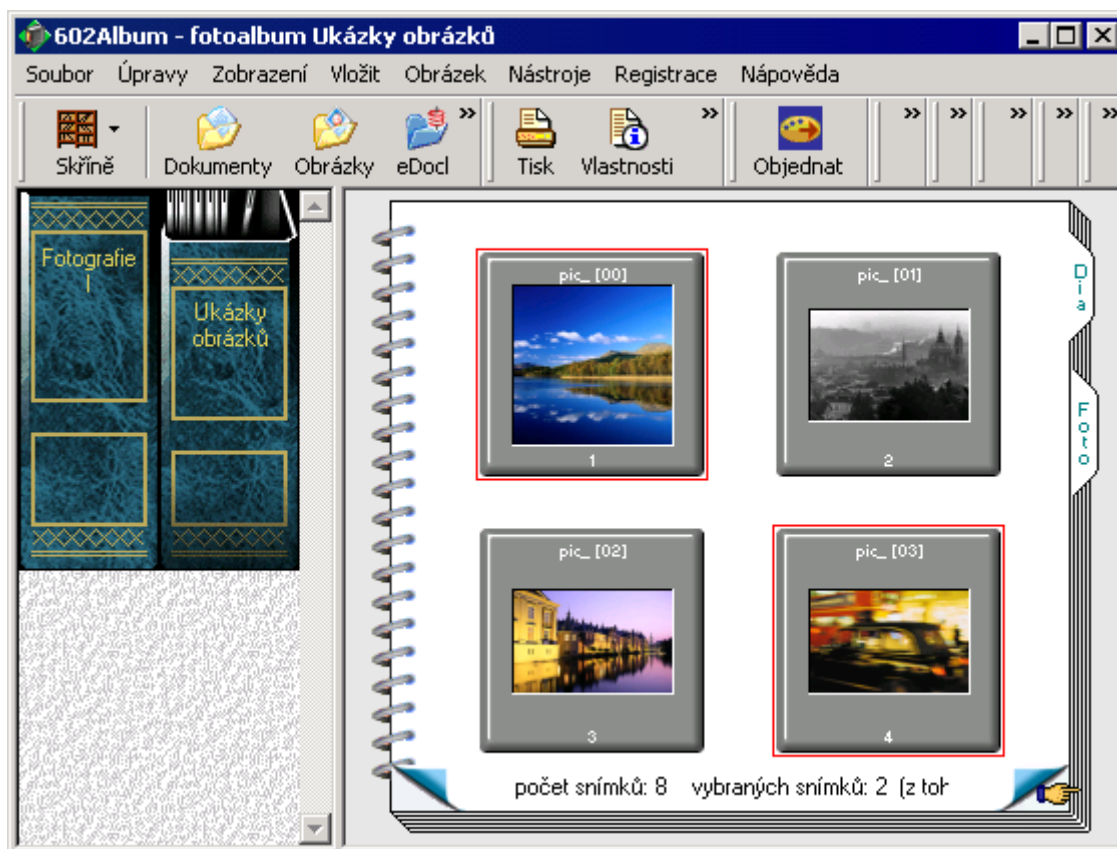 602Album - fotoalbum Ukázky obrázků
Soubor Úpravy Zobrazení Vložit Obrázek Nástroje Registrace Nápověda
Skříně Dokumenty Obrázky eDocl Tisk Vlastnosti Objednat
Fotografie
I
Ukázky
obrázků
pic_ [00]
1
pic_ [01]
2
pic_ [02]
3
pic_ [03]
4
Dia
Foto
počet snímků: 8 vybraných snímků: 2 (z toh